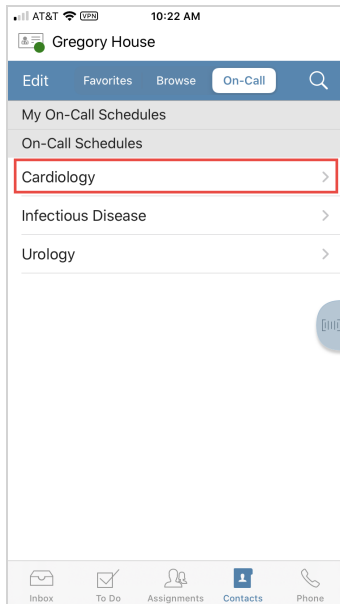 AT&T VPN 10:22 AM
Gregory House
Edit Favorites Browse On-Call
My On-Call Schedules
On-Call Schedules
Cardiology
Infectious Disease
Urology
Inbox To Do Assignments Contacts Phone